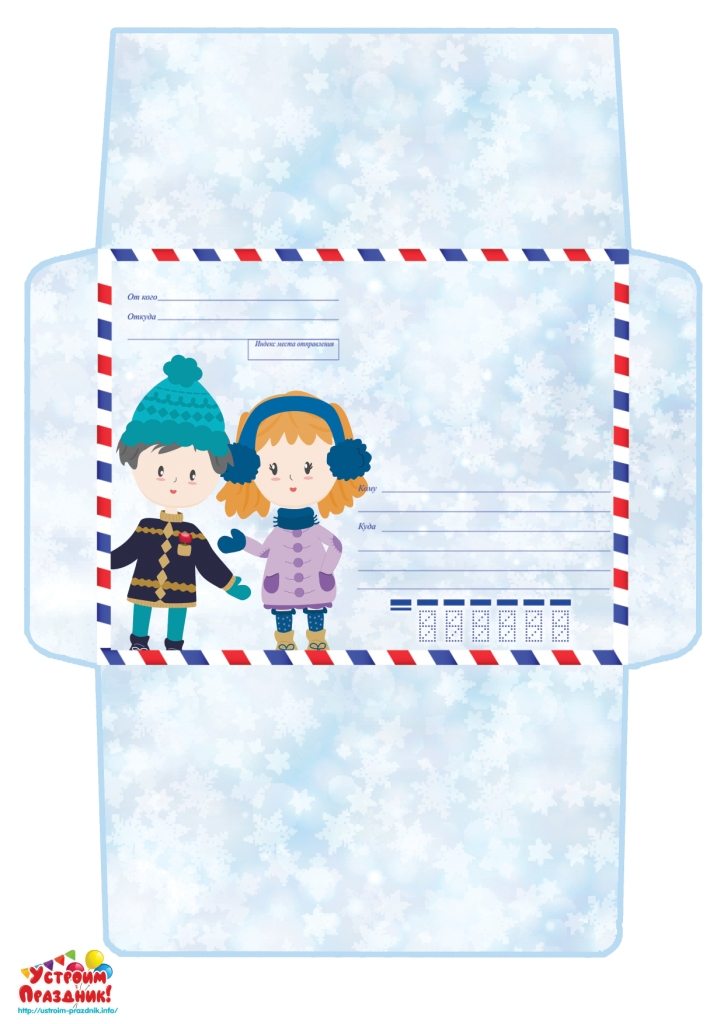 От кого
Откуда
Индекс места отправления
Кому
Куда
Устроим
Праздник!
http://ustroim-prazdnik.info/